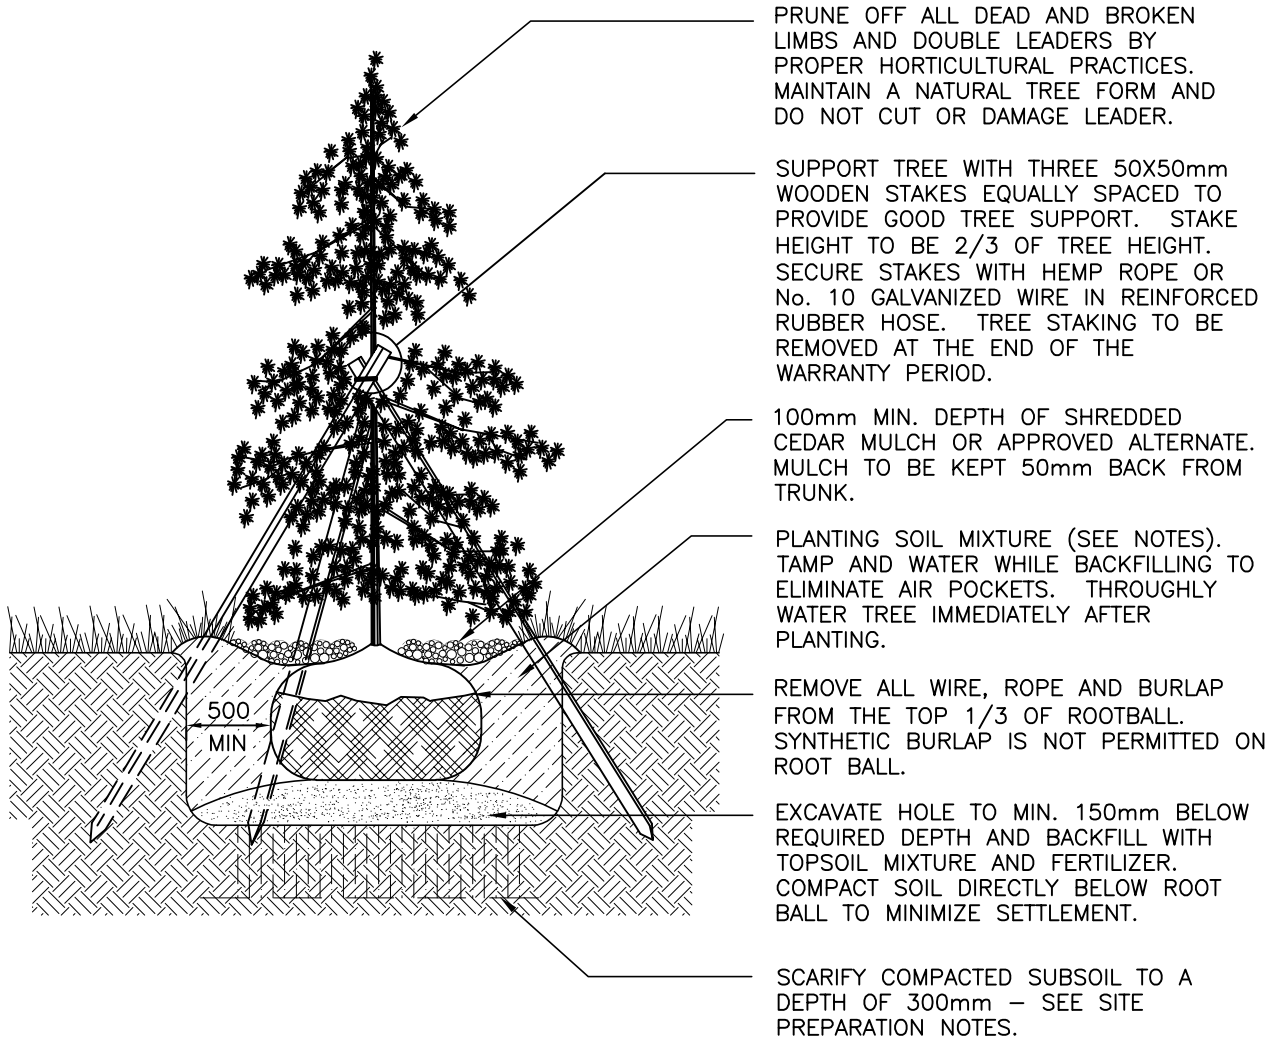 PRUNE OFF ALL DEAD AND BROKEN
LIMBS AND DOUBLE LEADERS BY
PROPER HORTICULTURAL PRACTICES.
MAINTAIN A NATURAL TREE FORM AND
DO NOT CUT OR DAMAGE LEADER.
SUPPORT TREE WITH THREE 50X50mm
WOODEN STAKES EQUALLY SPACED TO
PROVIDE GOOD TREE SUPPORT. STAKE
HEIGHT TO BE 2/3 OF TREE HEIGHT.
SECURE STAKES WITH HEMP ROPE OR
No. 10 GALVANIZED WIRE IN REINFORCED
RUBBER HOSE. TREE STAKING TO BE
REMOVED AT THE END OF THE
WARRANTY PERIOD.
100mm MIN. DEPTH OF SHREDDED
CEDAR MULCH OR APPROVED ALTERNATE.
MULCH TO BE KEPT 50mm BACK FROM
TRUNK.
PLANTING SOIL MIXTURE (SEE NOTES).
TAMP AND WATER WHILE BACKFILLING TO
ELIMINATE AIR POCKETS. THROUGHLY
WATER TREE IMMEDIATELY AFTER
PLANTING.
REMOVE ALL WIRE, ROPE AND BURLAP
FROM THE TOP 1/3 OF ROOTBALL.
SYNTHETIC BURLAP IS NOT PERMITTED ON
ROOT BALL.
500
MIN
EXCAVATE HOLE TO MIN. 150mm BELOW
REQUIRED DEPTH AND BACKFILL WITH
TOPSOIL MIXTURE AND FERTILIZER.
COMPACT SOIL DIRECTLY BELOW ROOT
BALL TO MINIMIZE SETTLEMENT.
SCARIFY COMPACTED SUBSOIL TO A
DEPTH OF 300mm – SEE SITE
PREPARATION NOTES.